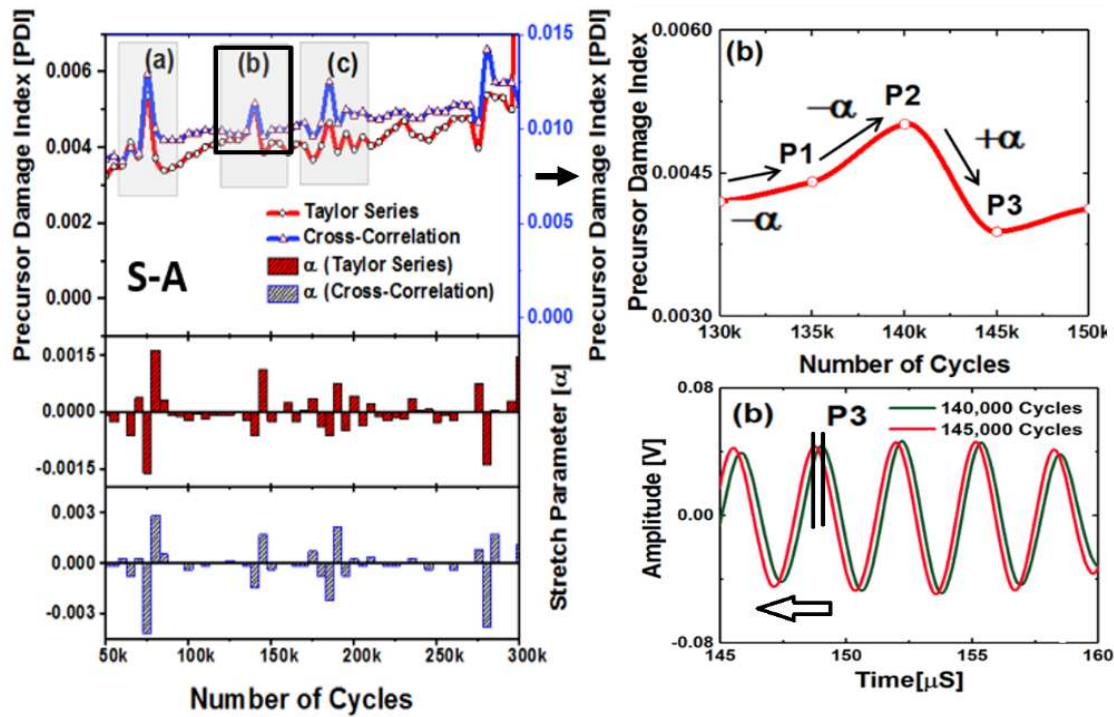 Precursor Damage Index [PDI]
0.006
0.004
0.002
0.000
(a)
(b)
(c)
Taylor Series
Cross-Correlation
α (Taylor Series)
α (Cross-Correlation)
S-A
0.015
0.010
0.005
0.000
Precursor Damage Index [PDI]
0.0015
0.0000
-0.0015
0.003
0.000
-0.003
Stretch Parameter [α]
50k
100k
150k
200k
250k
300k
Number of Cycles
Precursor Damage Index
0.0060
0.0045
0.0030
(b)
−α
P1
−α
P2
+α
P3
130k
135k
140k
145k
150k
Number of Cycles
Amplitude [V]
0.08
0.00
-0.08
(b)
P3
140,000 Cycles
145,000 Cycles
145
150
155
160
Time[μS]